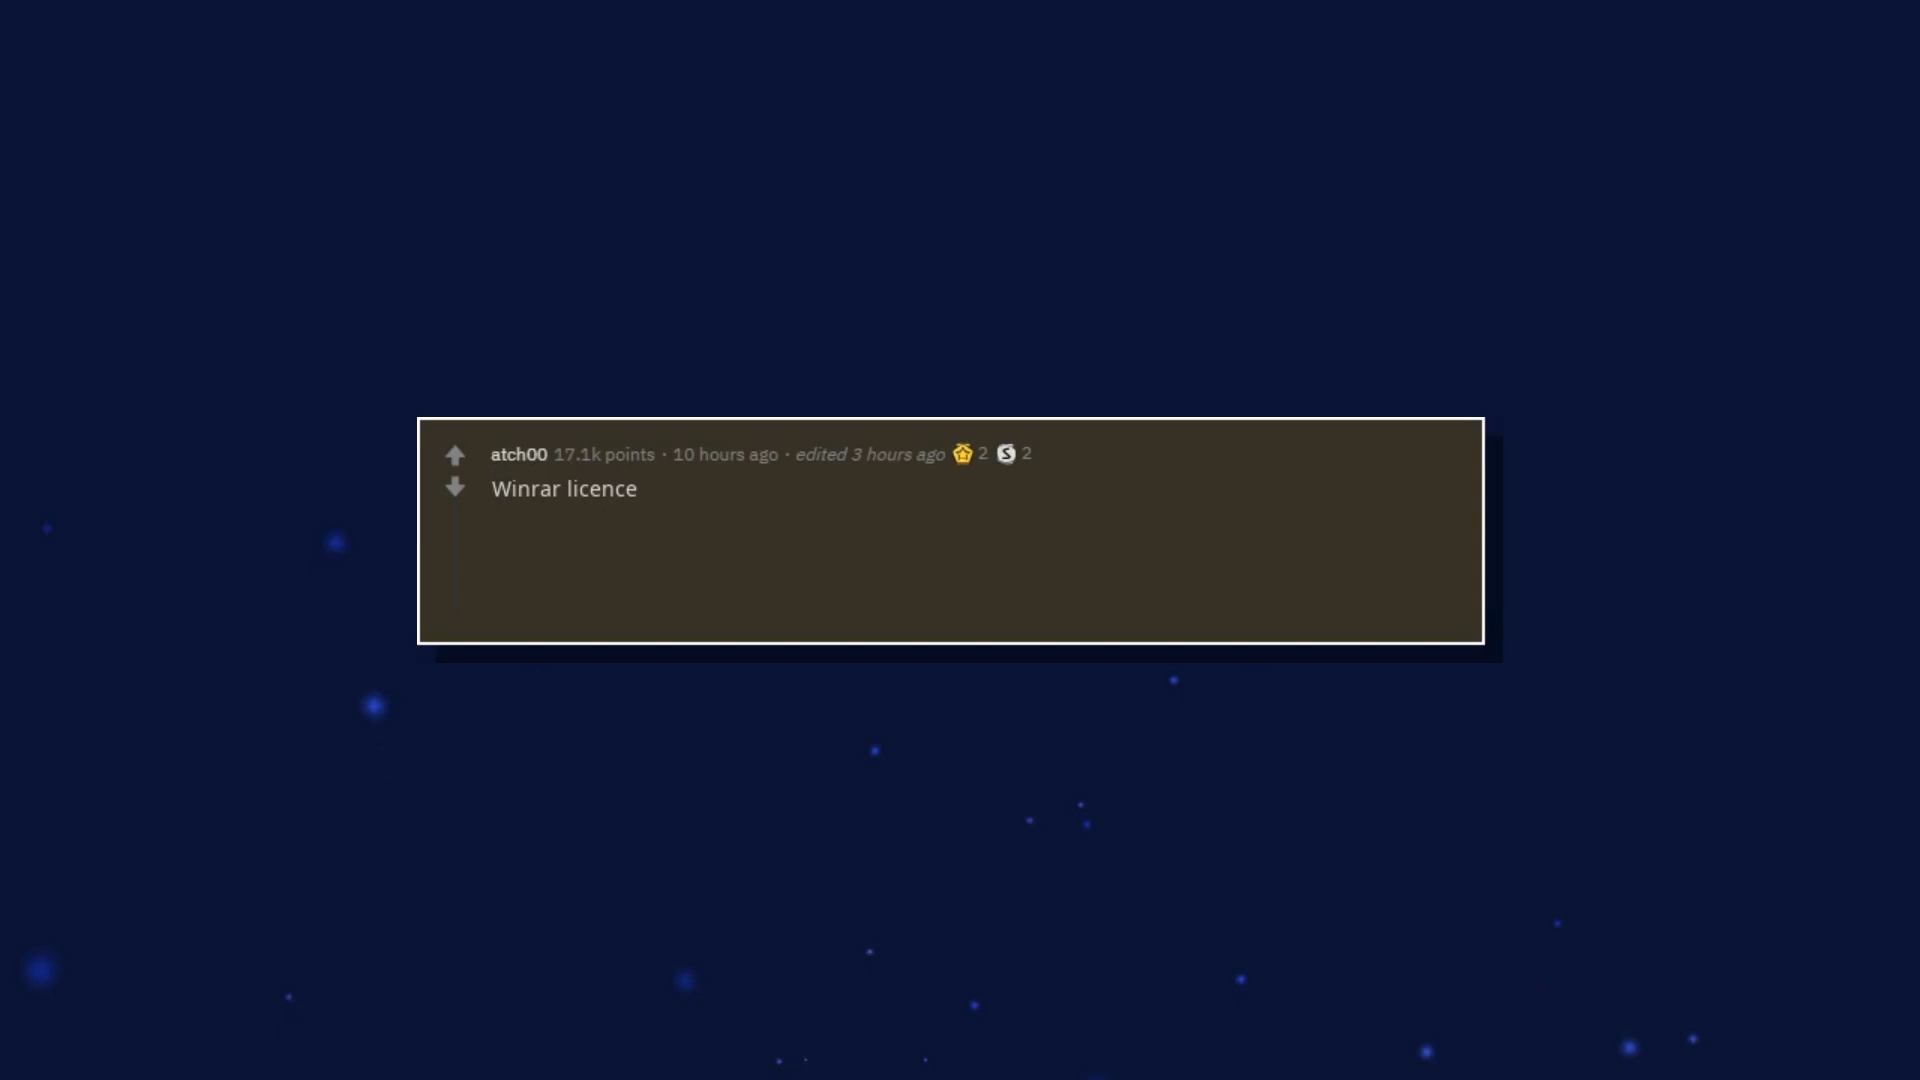 atch00 17.1k points · 10 hours ago · edited 3 hours ago 2 S 2
Winrar licence